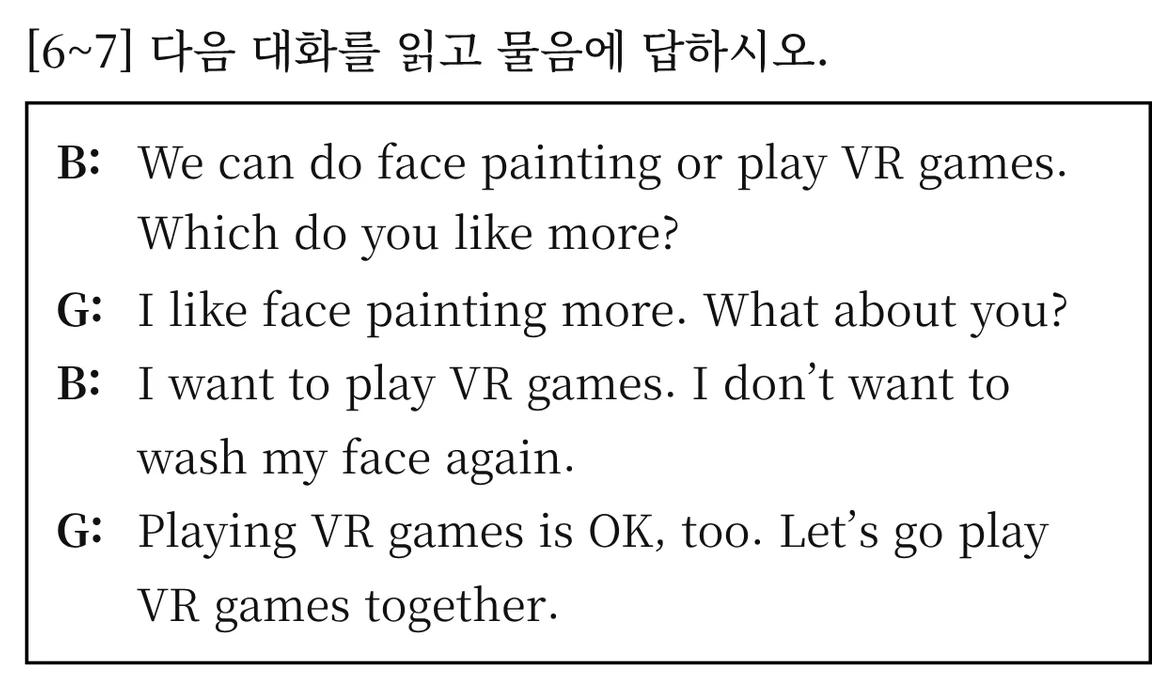 [6~7] 다음 대화를 읽고 물음에 답하시오.
B: We can do face painting or play VR games.
Which do you like more?
G: I like face painting more. What about you?
B: I want to play VR games. I don’t want to
wash my face again.
G: Playing VR games is OK, too. Let’s go play
VR games together.